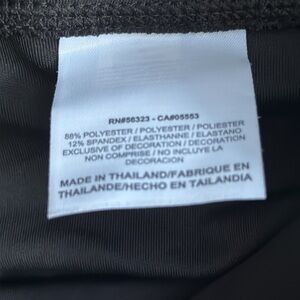 RN#56323 - CA#05553
88% POLYESTER / POLYESTER / POLIESTER
12% SPANDEX / ELASTHANNE / ELASTANO
EXCLUSIVE OF DECORATION / DECORATION
NON COMPRISE / NO INCLUYE LA
DECORACIÓN
MADE IN THAILAND/FABRIQUE EN
THAILANDE/HECHO EN TAILANDIA